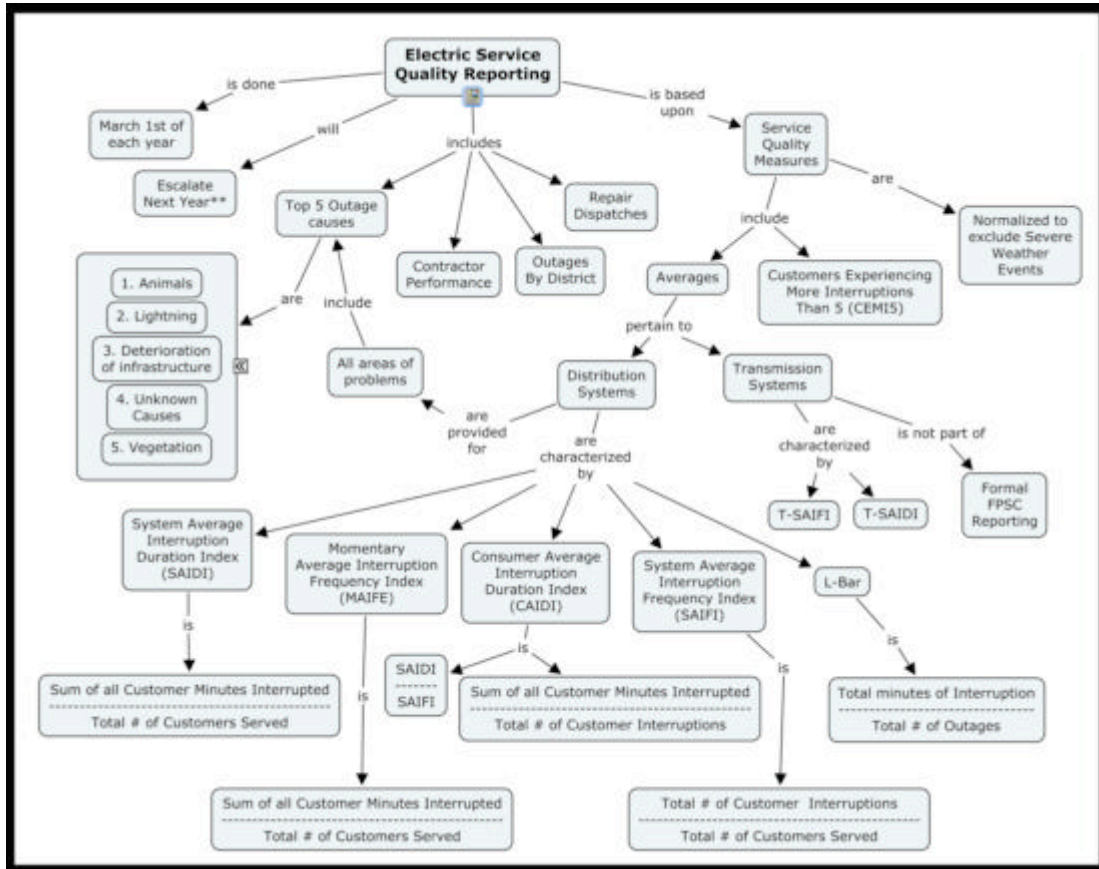 Electric Service
Quality Reporting
is done
is based
upon
March 1st of
each year
will
includes
Service
Quality
Measures
Escalate
Next Year**
Top 5 Outage
causes
Repair
Dispatches
are
include
Normalized to
exclude Severe
Weather
Events
Contractor
Performance
Outages
By District
Averages
Customers Experiencing
More Interruptions
Than 5 (CEMI5)
1. Animals
2. Lightning
3. Deterioration
of infrastructure
4. Unknown
Causes
5. Vegetation
are
include
pertain to
All areas of
problems
Distribution
Systems
Transmission
Systems
are
provided
for
are
characterized
by
are
characterized
by
is not part of
T-SAIFI
T-SAIDI
Formal
FPSC
Reporting
System Average
Interruption
Duration Index
(SAIDI)
Momentary
Average Interruption
Frequency Index
(MAIFE)
Consumer Average
Interruption
Duration Index
(CAIDI)
System Average
Interruption
Frequency Index
(SAIFI)
L-Bar
is
is
is
is
is
Sum of all Customer Minutes Interrupted
Total # of Customers Served
SAIDI
SAIFI
Sum of all Customer Minutes Interrupted
Total # of Customer Interruptions
Total minutes of Interruption
Total # of Outages
Sum of all Customer Minutes Interrupted
Total # of Customers Served
Total # of Customer Interruptions
Total # of Customers Served